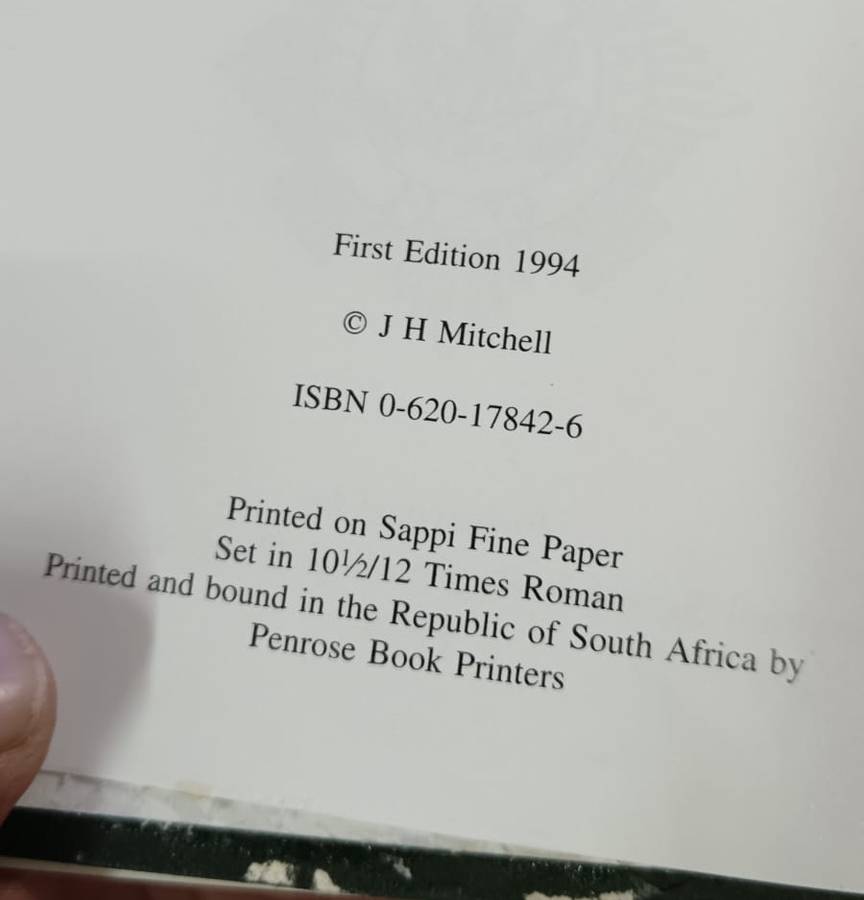 First Edition 1994
© J H Mitchell
ISBN 0-620-17842-6
Printed on Sappi Fine Paper
Set in 10½/12 Times Roman
Printed and bound in the Republic of South Africa by
Penrose Book Printers